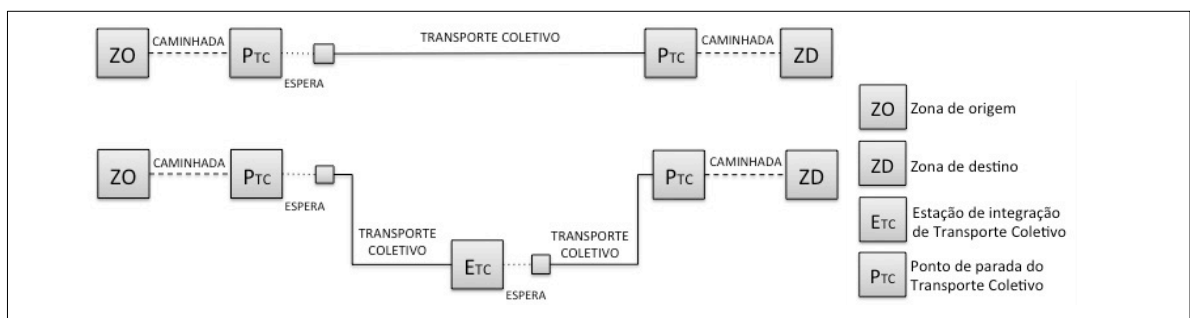 TRANSPORTE COLETIVO
ZO CAMINHADA PTC PTC CAMINHADA ZD
ESPERA
ZO Zona de origem
ZO CAMINHADA PTC PTC CAMINHADA ZD
ESPERA
ZD Zona de destino
TRANSPORTE
COLETIVO
TRANSPORTE
COLETIVO
ETC
ESPERA
ETC Estação de integração
de Transporte Coletivo
PTC Ponto de parada do
Transporte Coletivo